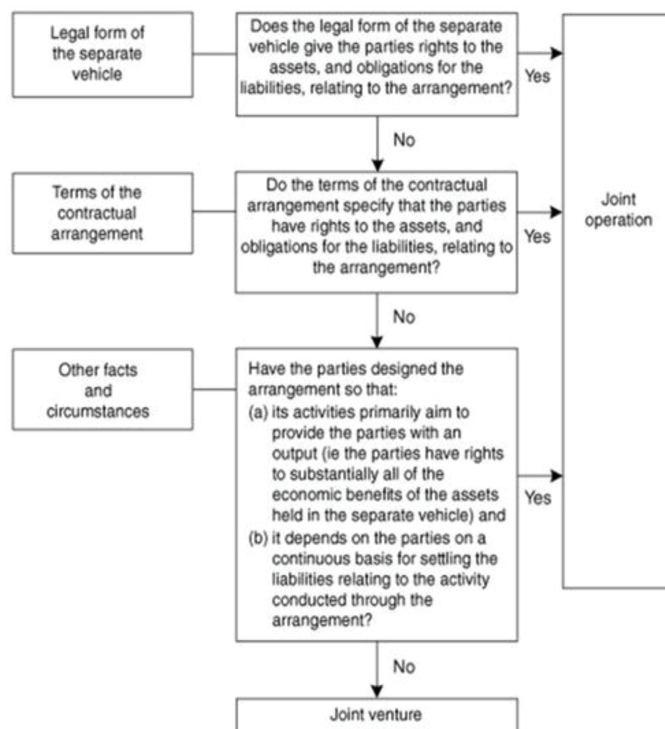 Legal form of
the separate
vehicle
Does the legal form of the separate
vehicle give the parties rights to the
assets, and obligations for the
liabilities, relating to the arrangement?
Yes
No
Terms of the
contractual
arrangement
Do the terms of the contractual
arrangement specify that the parties
have rights to the assets, and
obligations for the liabilities, relating to
the arrangement?
Yes
Joint
operation
No
Other facts
and
circumstances
Have the parties designed the
arrangement so that:
(a) its activities primarily aim to
provide the parties with an
output (ie the parties have rights
to substantially all of the
economic benefits of the assets
held in the separate vehicle) and
(b) it depends on the parties on a
continuous basis for settling the
liabilities relating to the activity
conducted through the
arrangement?
Yes
No
Joint venture